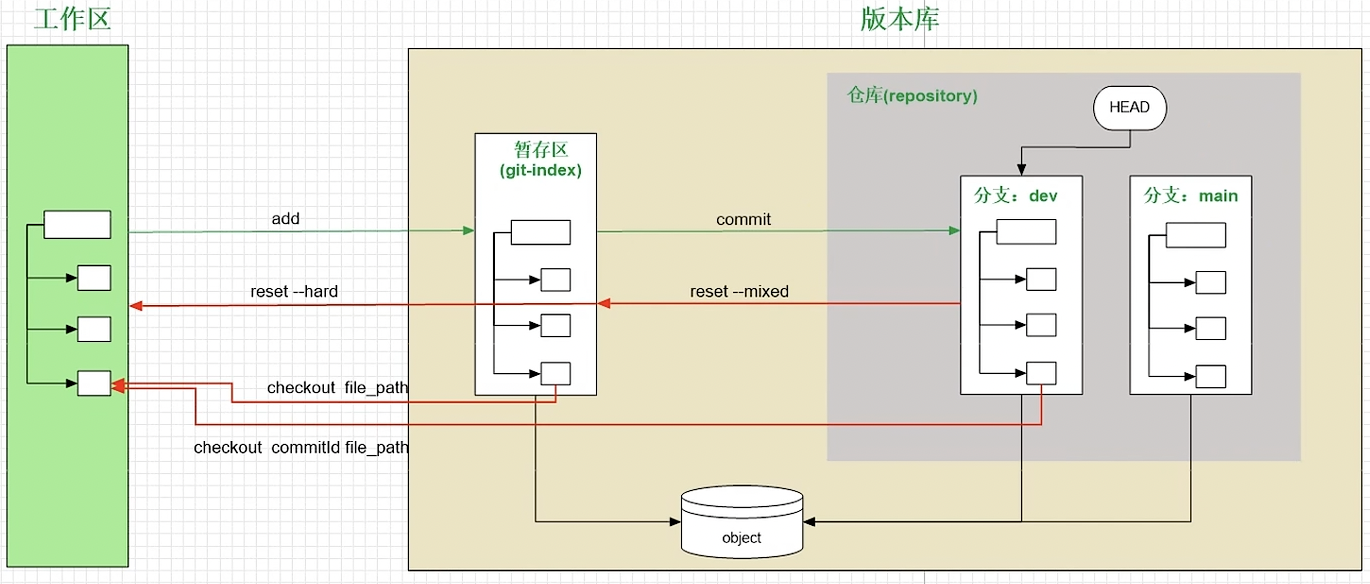 工作区
版本库
仓库(repository)
HEAD
暂存区
(git-index)
分支：dev
分支：main
add
commit
reset --hard
reset --mixed
checkout file_path
checkout commitId file_path
object